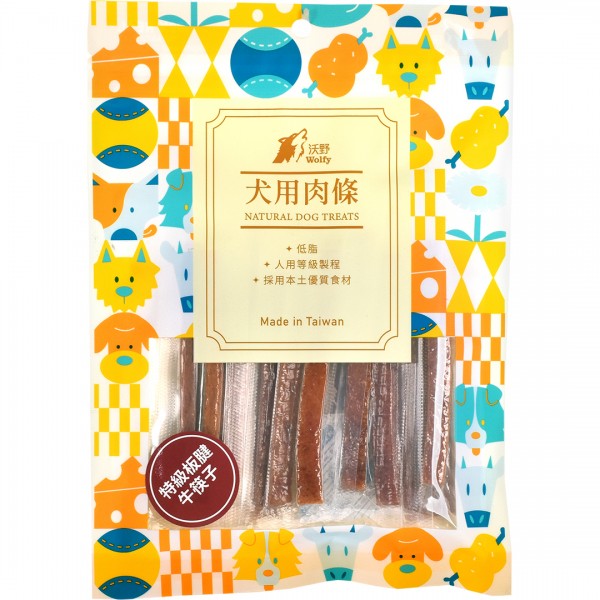 沃野
Wolfy
犬用肉條
NATURAL DOG TREATS
低脂
人用等級製程
採用本土優質食材
Made in Taiwan
特級板腱
牛筷子